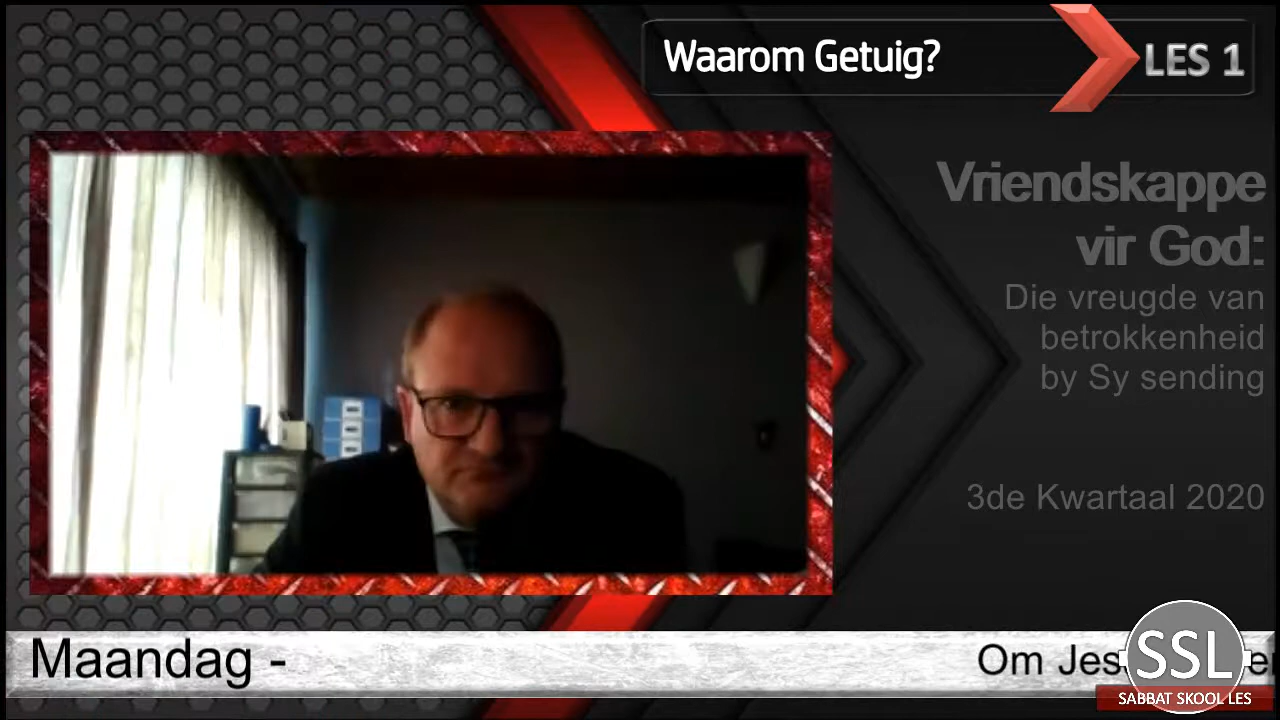 Waarom Getuig?
LES 1
Vriendskappe
vir God:
Die vreugde van
betrokkenheid
by Sy sending
3de Kwartaal 2020
Maandag -
Om
SSL
SABBAT SKOOL LES